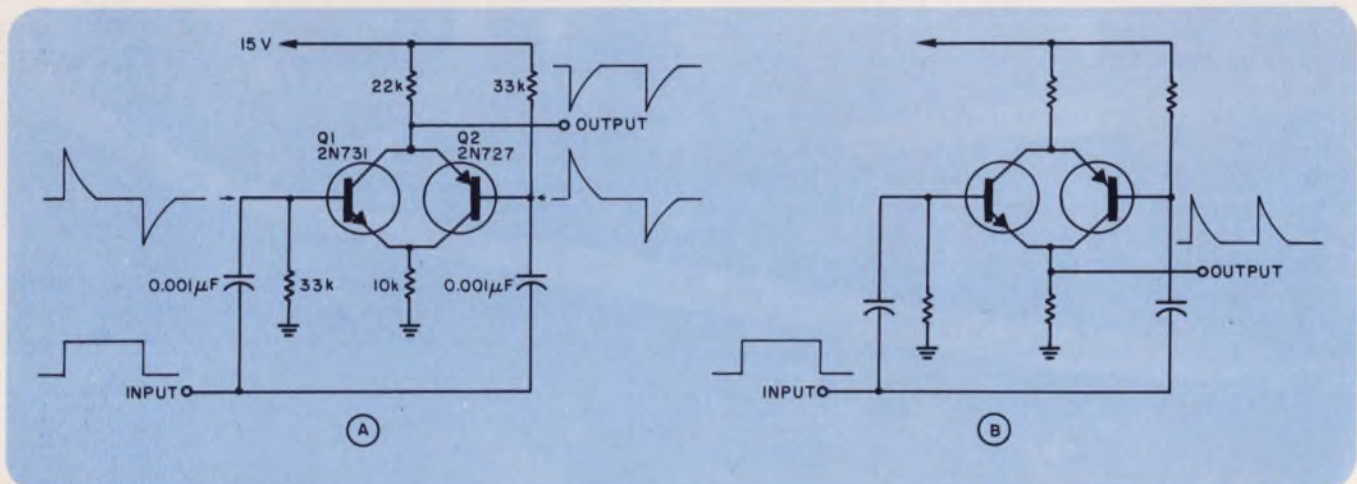 15 V
22k
33k
OUTPUT
Q1
2N731
Q2
2N727
0.001µF
33k
10k
0.001µF
INPUT
A
OUTPUT
INPUT
B